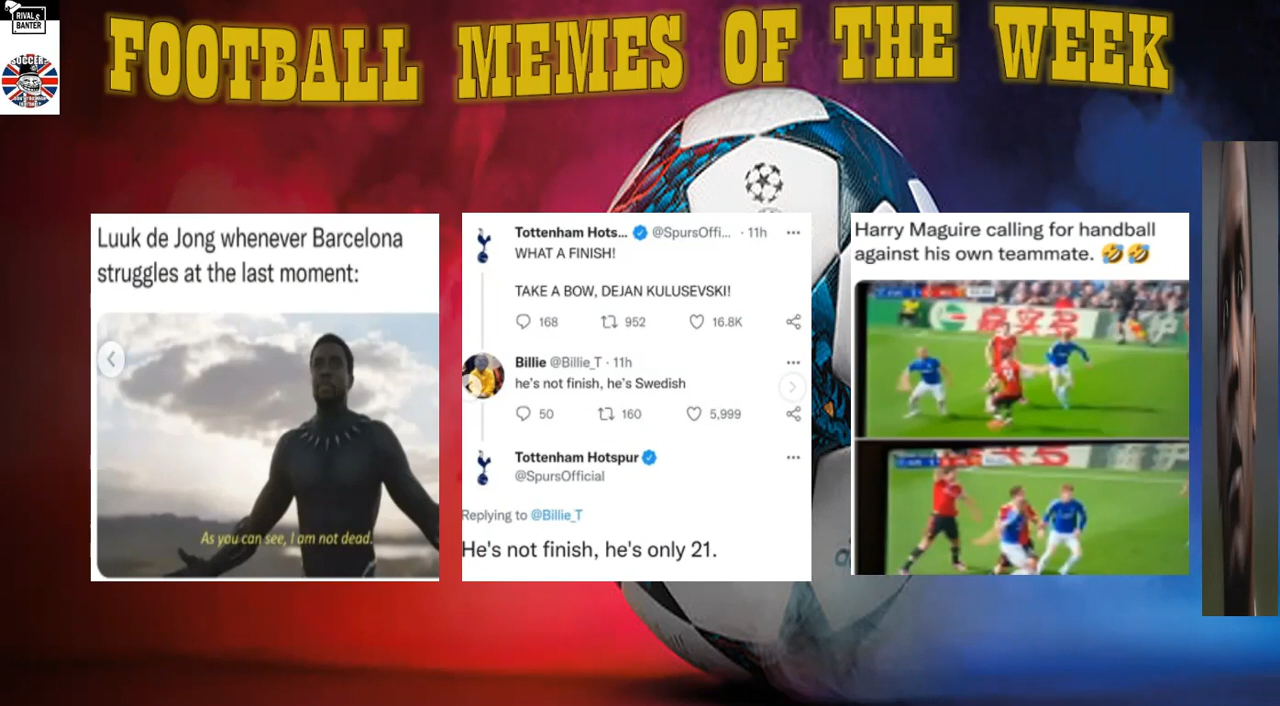 RIVAL
BANTER
SOCCER
FOOTBALL MEMES OF THE WEEK
Luuk de Jong whenever Barcelona
struggles at the last moment:
As you can see, I am not dead.
Tottenham Hots... @SpursOffi... · 11h
WHAT A FINISH!
TAKE A BOW, DEJAN KULUSEVSKI!
168 952 16.8K
Billie @Billie_T · 11h
he's not finish, he's Swedish
50 160 5,999
Tottenham Hotspur
@SpursOfficial
Replying to @Billie_T
He's not finish, he's only 21.
Harry Maguire calling for handball
against his own teammate. 🤣🤣